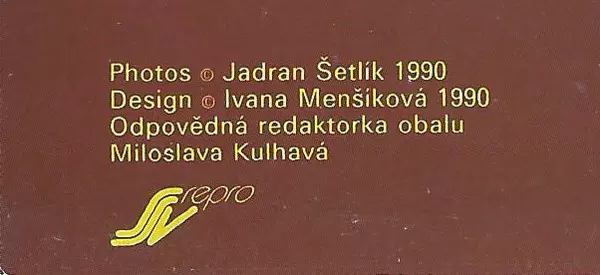 Photos © Jadran Šetlík 1990
Design © Ivana Menšíková 1990
Odpovědná redaktorka obalu
Miloslava Kulhavá
SV repro